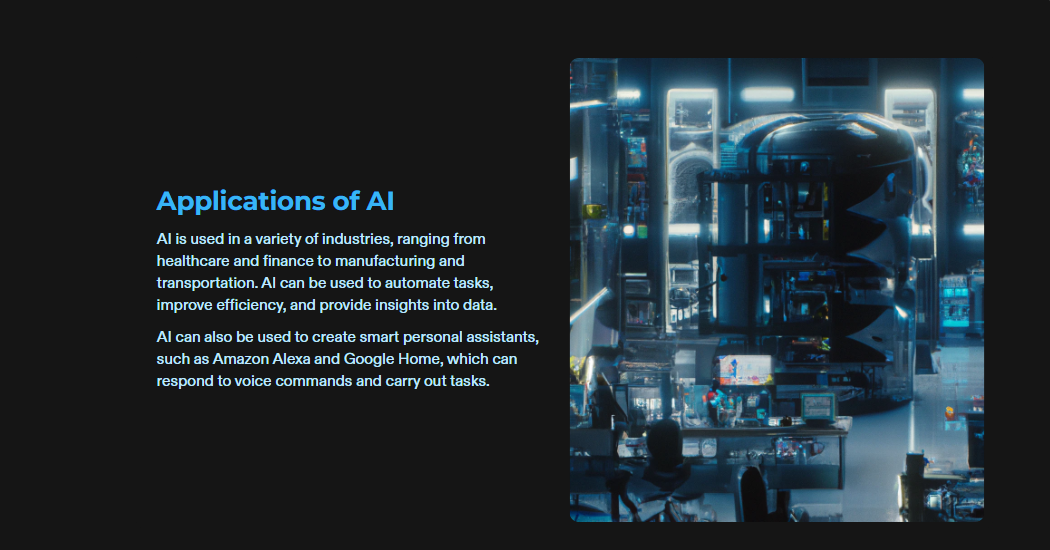 Applications of AI
AI is used in a variety of industries, ranging from
healthcare and finance to manufacturing and
transportation. AI can be used to automate tasks,
improve efficiency, and provide insights into data.
AI can also be used to create smart personal assistants,
such as Amazon Alexa and Google Home, which can
respond to voice commands and carry out tasks.